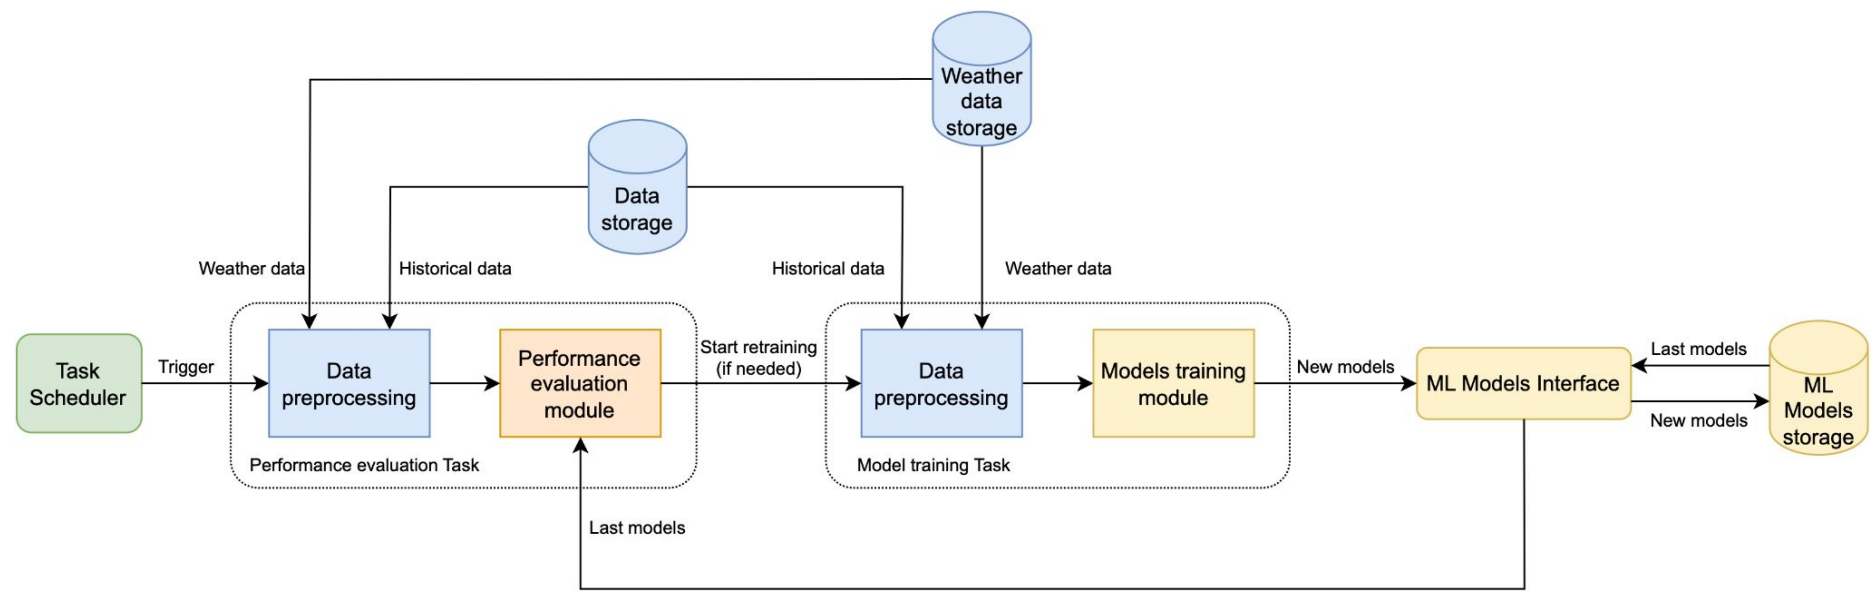 Weather
data
storage
Data
storage
Weather data
Historical data
Historical data
Weather data
Task
Scheduler
Trigger
Data
preprocessing
Performance
evaluation
module
Performance evaluation Task
Start retraining
(if needed)
Data
preprocessing
Models training
module
Model training Task
New models
ML Models Interface
Last models
New models
ML
Models
storage
Last models